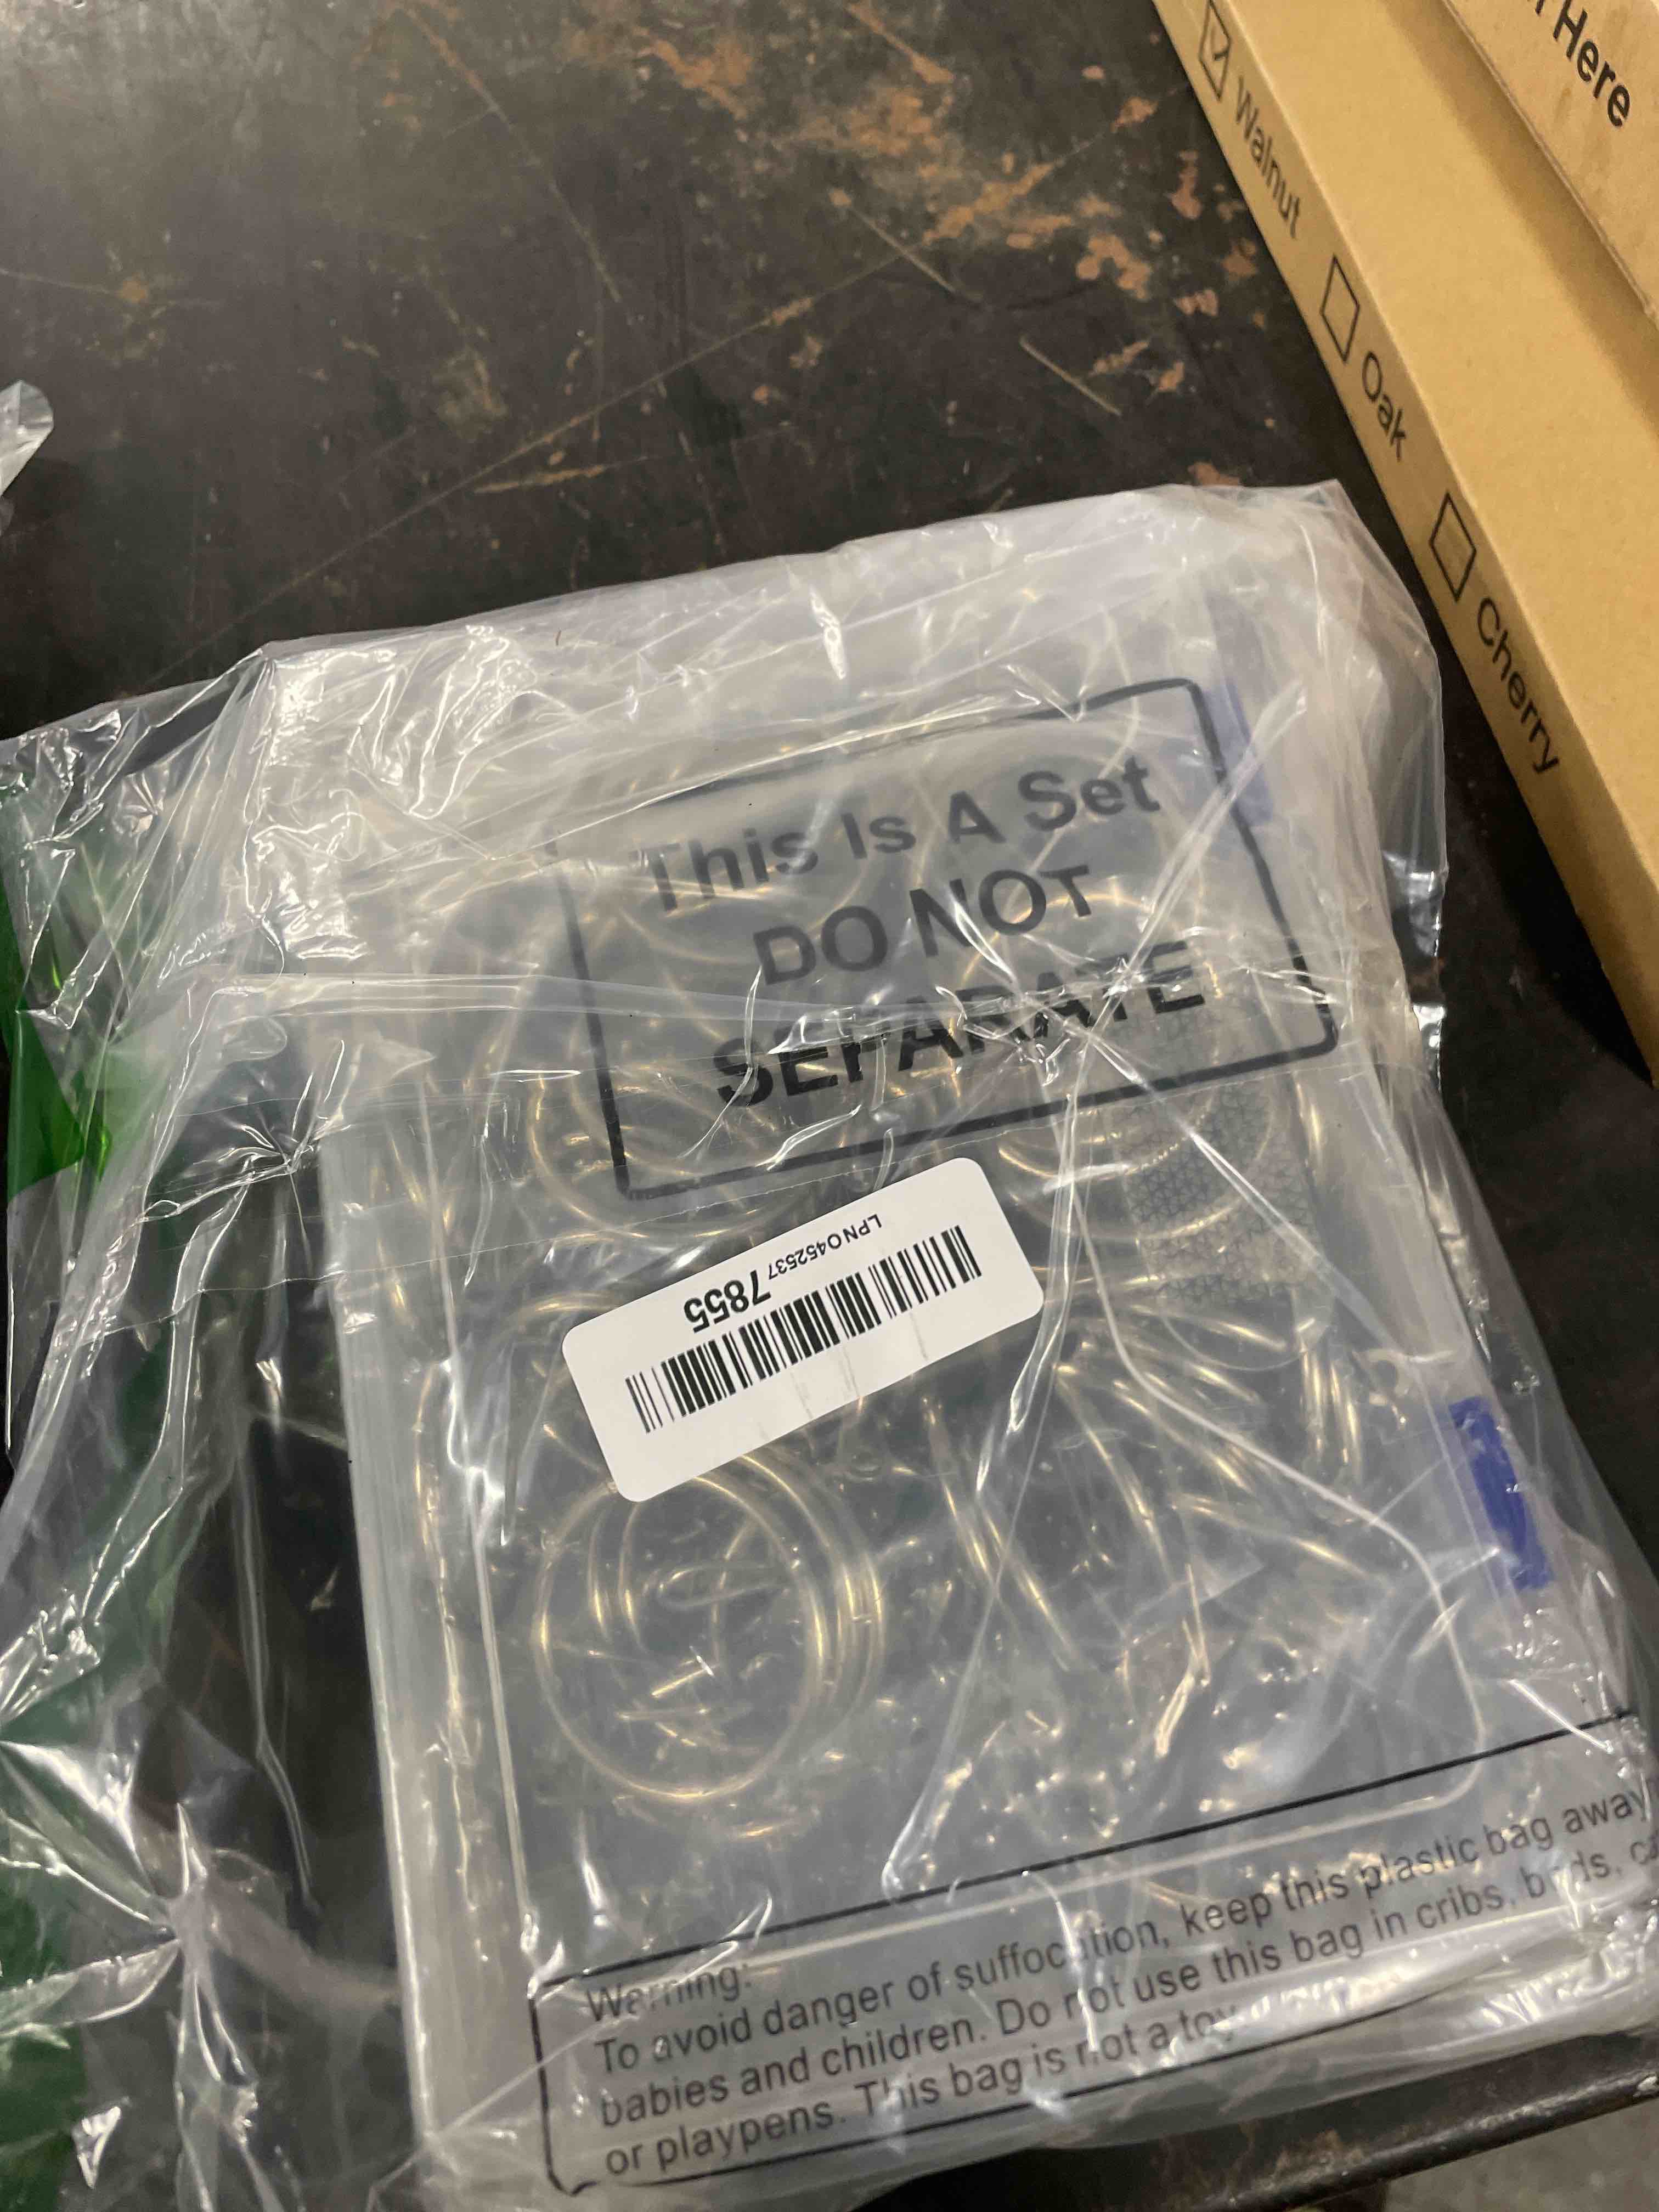 Here
☑ Walnut ☐ Oak ☐ Cherry
This Is A Set
DO NOT
SEPARATE
LPNO4525377855
Warning:
To avoid danger of suffocation, keep this plastic bag away
babies and children. Do not use this bag in cribs, beds,
or playpens. This bag is not a toy.